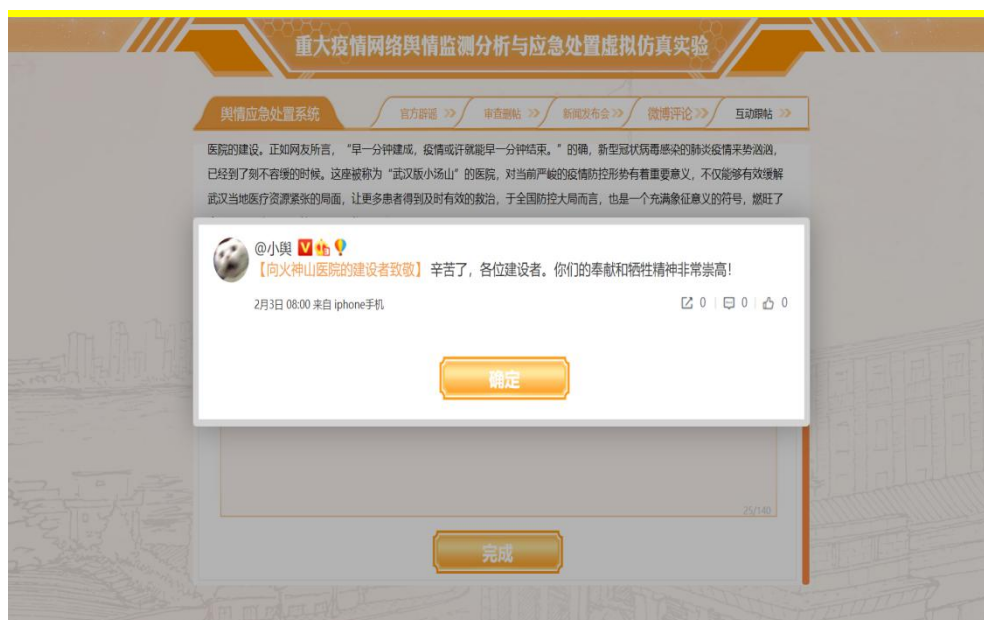 重大疫情网络舆情监测分析与应急处置虚拟仿真实验
舆情应急处置系统
官方辟谣 >>
审查删帖 >>
新闻发布会 >>
微博评论 >>
互动跟帖 >>
医院的建设。正如网友所言，“早一分钟建成，疫情或许就能早一分钟结束。”的确，新型冠状病毒感染的肺炎疫情来势汹汹，
已经到了刻不容缓的时候。这座被称为“武汉版小汤山”的医院，对当前严峻的疫情防控形势有着重要意义，不仅能够有效缓解
武汉当地医疗资源紧张的局面，让更多患者得到及时有效的救治，于全国防控大局而言，也是一个充满象征意义的符号，燃旺了
@小舆
【向火神山医院的建设者致敬】 辛苦了，各位建设者。你们的奉献和牺牲精神非常崇高！
2月3日 08:00 来自 iphone手机
0 | 0 | 0
确定
25/140
完成